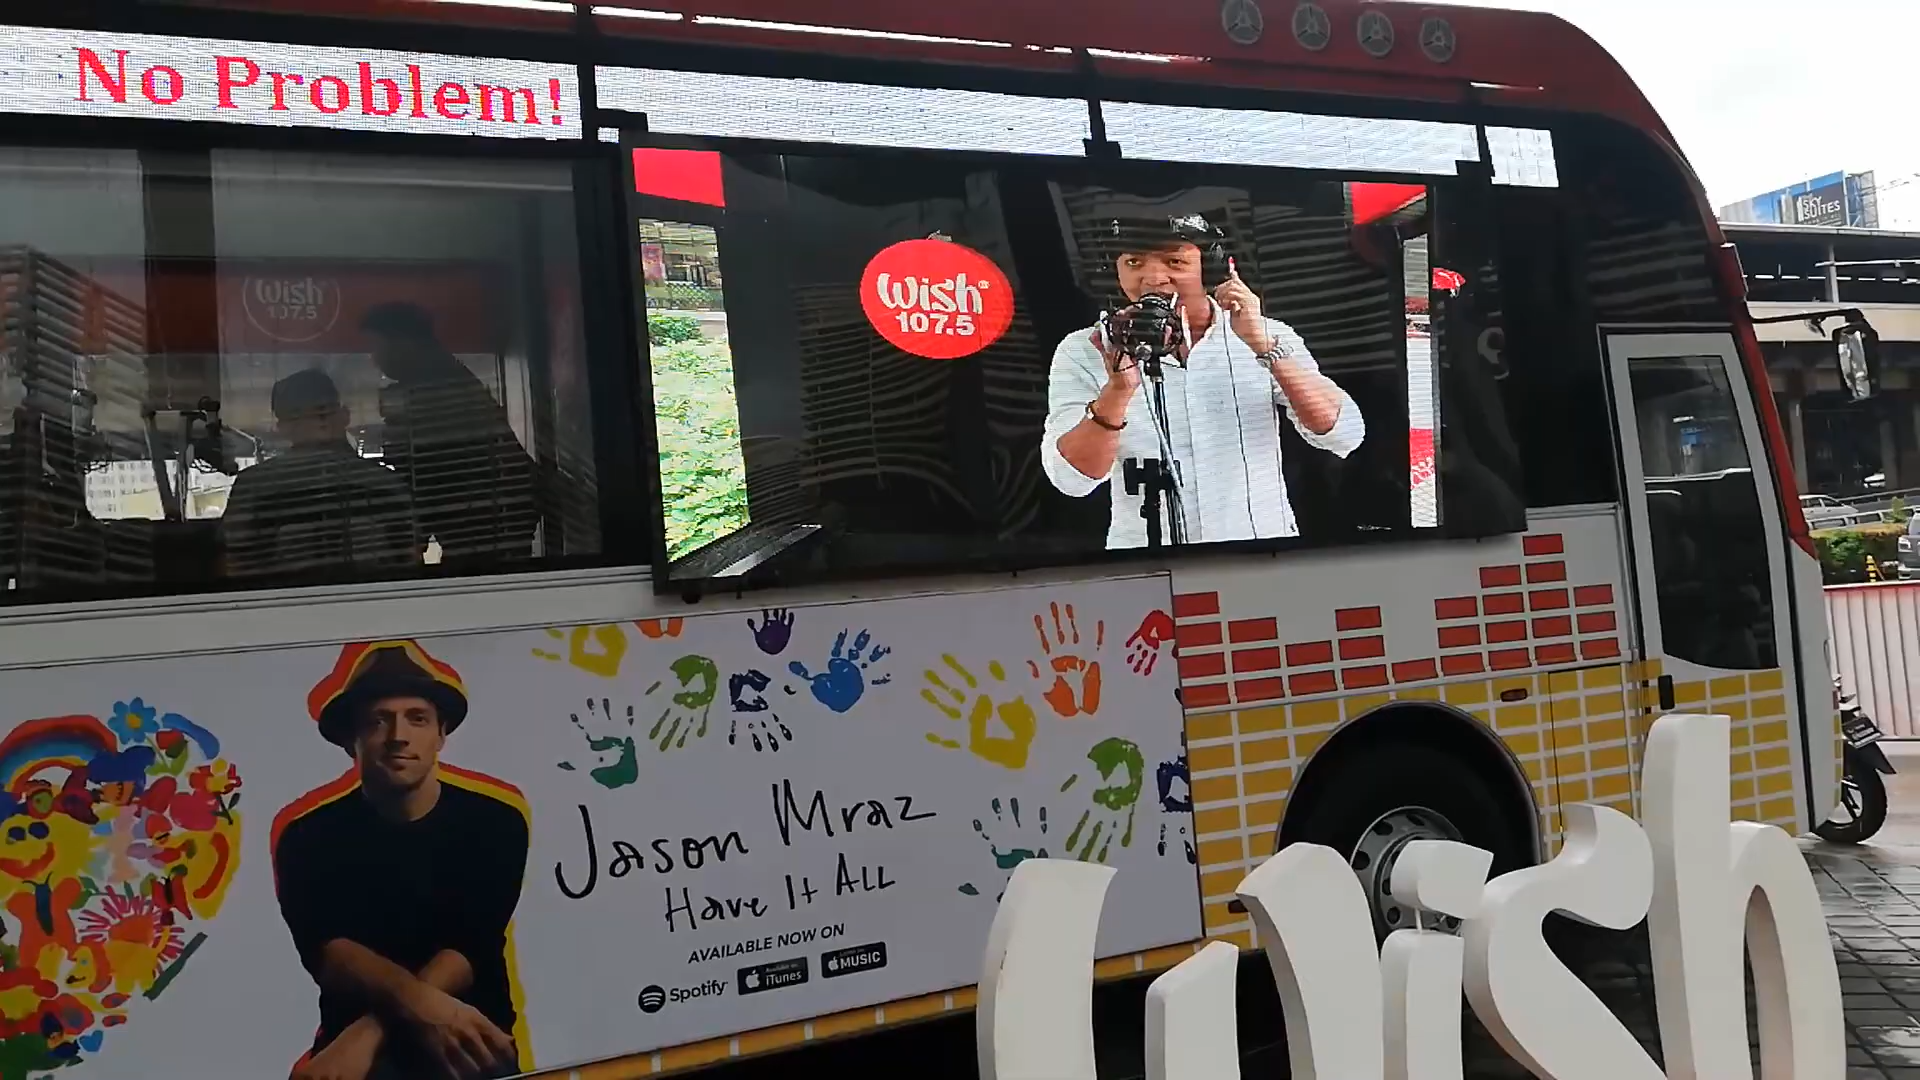 No Problem!
SKY
SUITES
Wish
107.5
Wish
107.5
Jason Mraz
Have It All
AVAILABLE NOW ON
Spotify
iTunes
MUSIC
wish